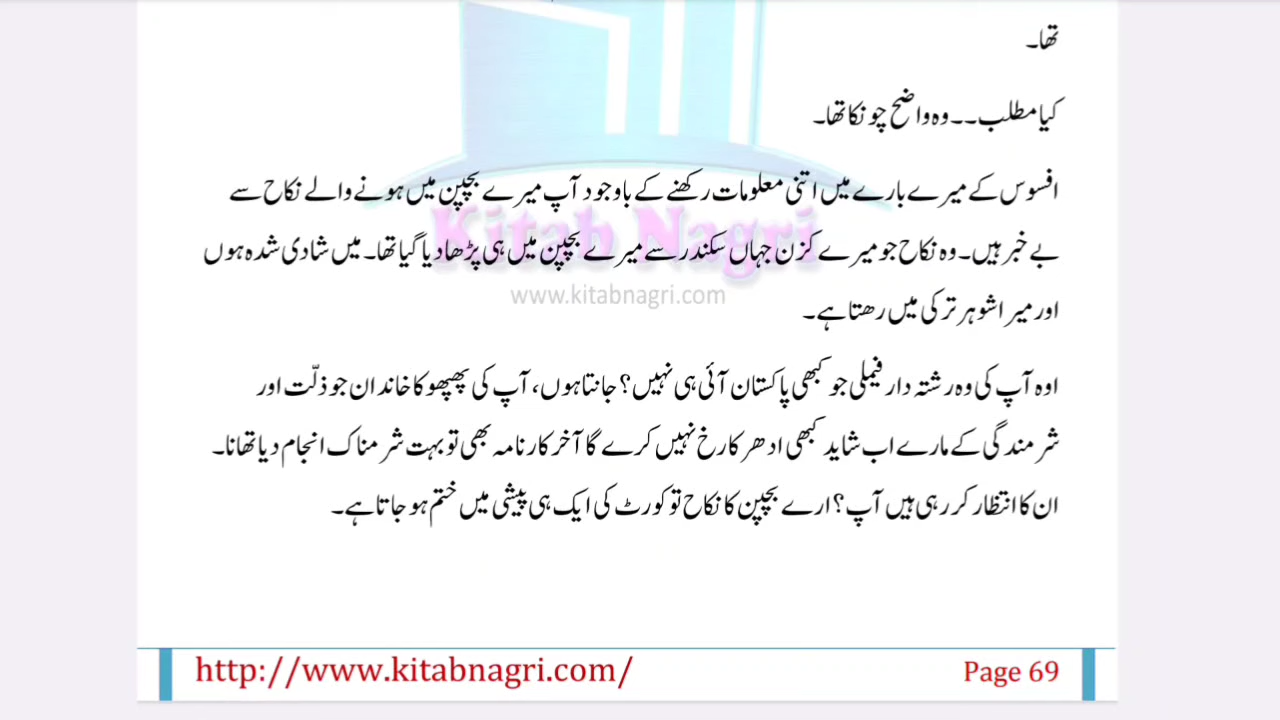 تھا۔
کیا مطلب۔۔وہ واضح چونکا تھا۔
افسوس کے میرے بارے میں اتنی معلومات رکھنے کے باوجود آپ میرے بچپن میں ہونے والے نکاح سے
بے خبر ہیں۔ وہ نکاح جو میرے کزن جہاں سکندر سے میرے بچپن میں ہی پڑھا دیا گیا تھا۔ میں شادی شدہ ہوں
اور میرا شوہر ترکی میں رھتا ہے۔
Kitab Nagri
www.kitabnagri.com
اوہ آپ کی وہ رشتہ دار فیملی جو کبھی پاکستان آئی ہی نہیں؟ جانتا ہوں، آپ کی پھپھو کا خاندان جو ذلّت اور
شرمندگی کے مارے اب شاید کبھی ادھر کا رخ نہیں کرے گا آخر کارنامہ بھی تو بہت شرمناک انجام دیا تھا نا۔
ان کا انتظار کر رہی ہیں آپ؟ ارے بچپن کا نکاح تو کورٹ کی ایک ہی پیشی میں ختم ہو جاتا ہے۔
http://www.kitabnagri.com/ Page 69